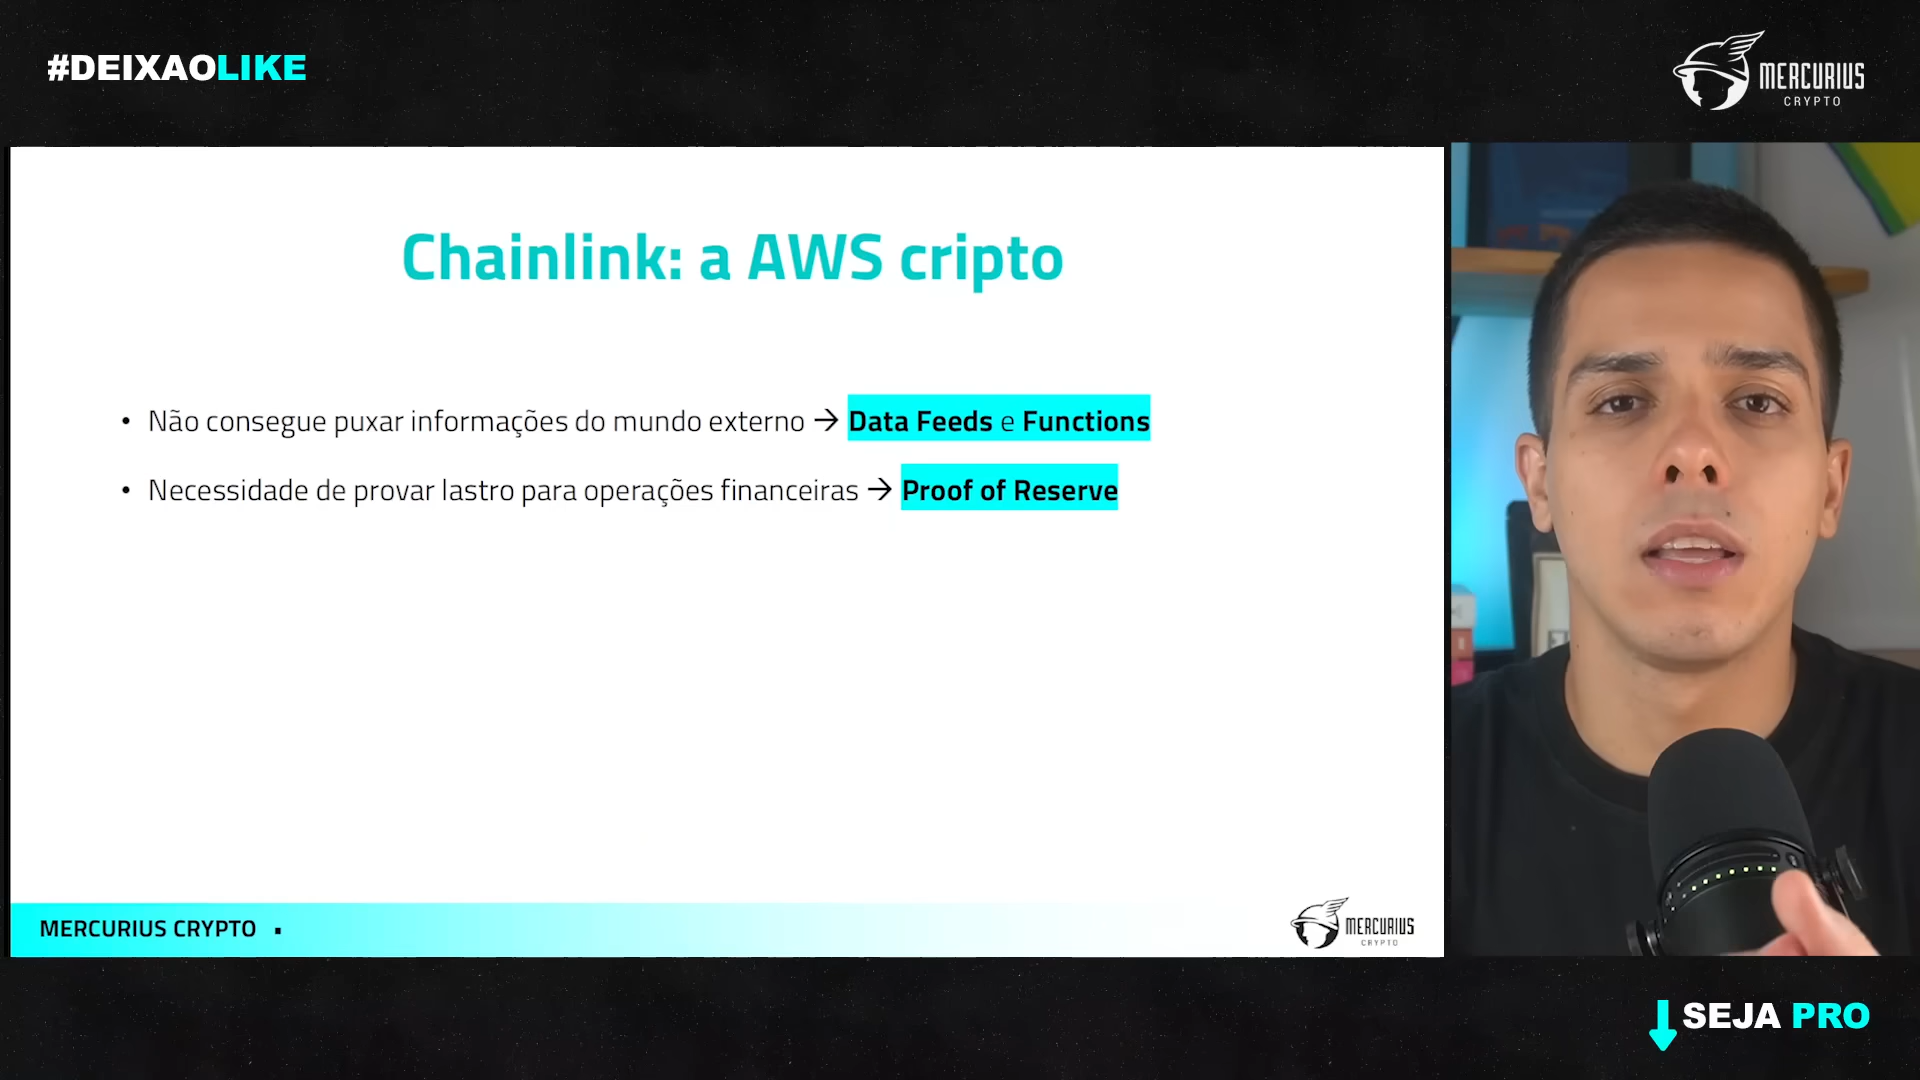 #DEIXAOLIKE
MERCURIUS
CRYPTO
Chainlink: a AWS cripto
• Não consegue puxar informações do mundo externo → Data Feeds e Functions
• Necessidade de provar lastro para operações financeiras → Proof of Reserve
MERCURIUS CRYPTO
MERCURIUS
CRYPTO
SEJA PRO